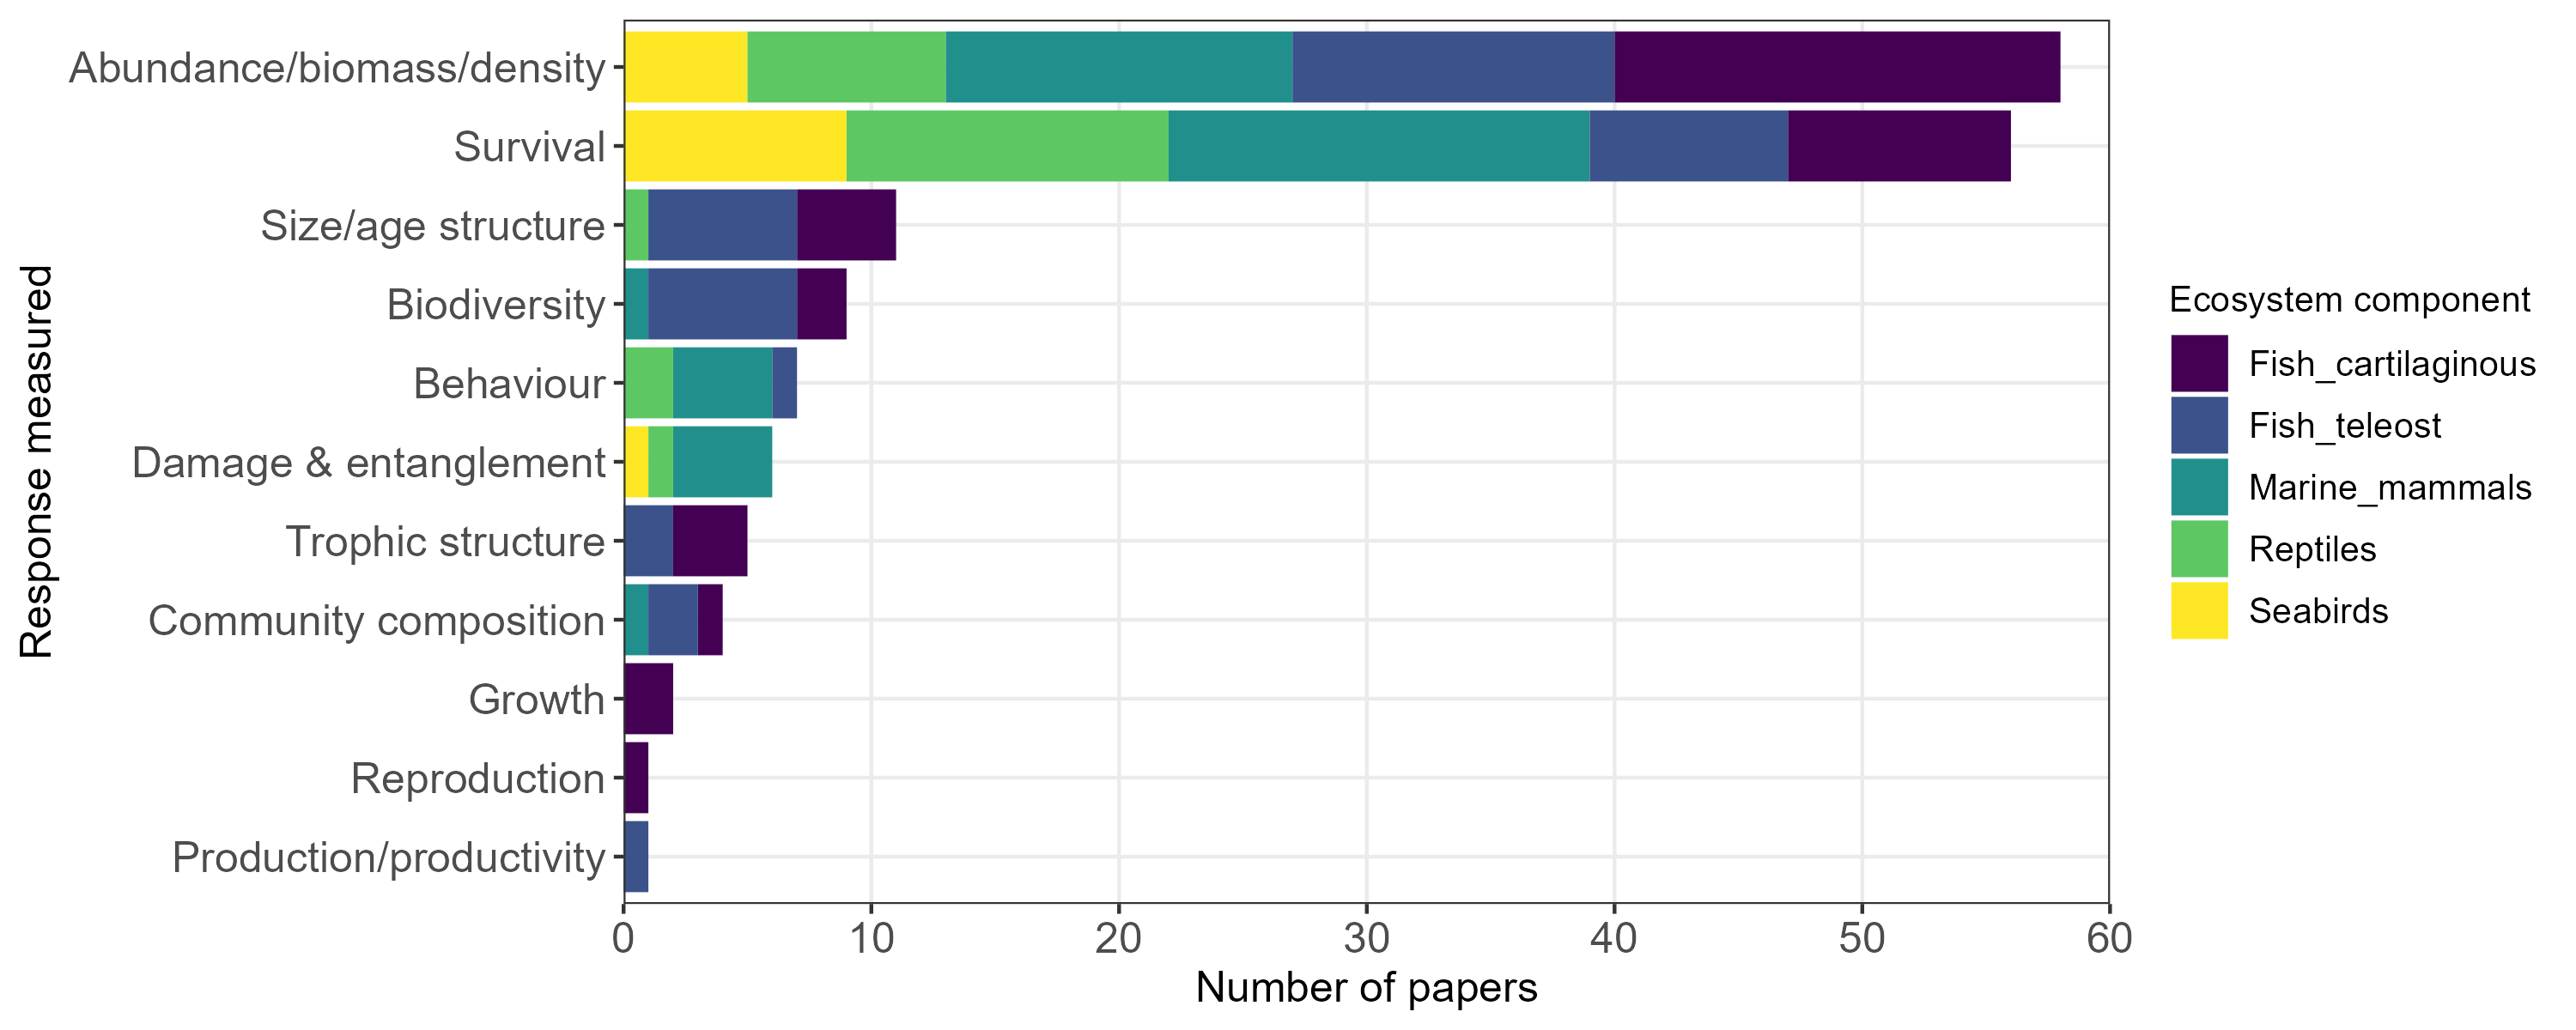 Response measured
Abundance/biomass/density
Survival
Size/age structure
Biodiversity
Behaviour
Damage & entanglement
Trophic structure
Community composition
Growth
Reproduction
Production/productivity
0 10 20 30 40 50 60
Number of papers
Ecosystem component
Fish_cartilaginous
Fish_teleost
Marine_mammals
Reptiles
Seabirds